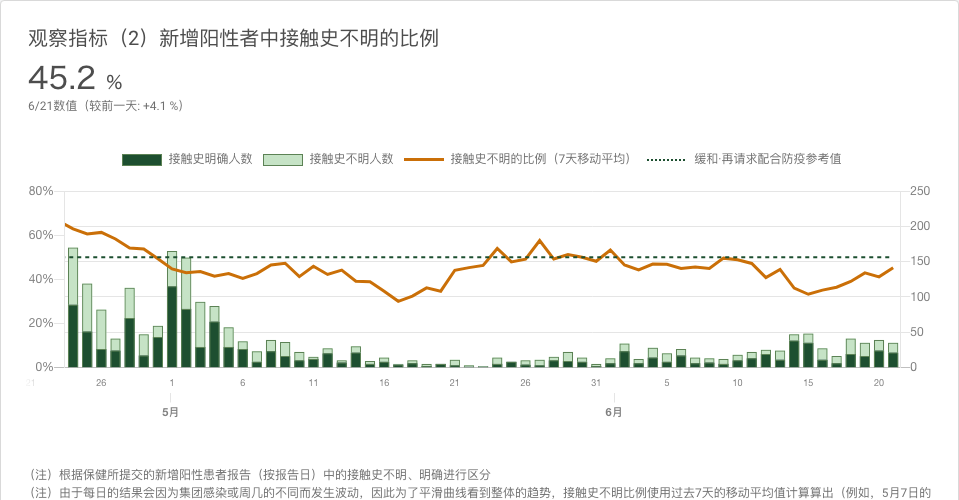 观察指标（2）新增阳性者中接触史不明的比例
45.2 %
6/21数值（较前一天: +4.1 %）
接触史明确人数 接触史不明人数 接触史不明的比例（7天移动平均） 缓和·再请求配合防疫参考值
80% 250
200
60%
150
40%
100
20%
50
0% 0
21 26 1 6 11 16 21 26 31 5 10 15 20
5月 6月
（注）根据保健所提交的新增阳性患者报告（按报告日）中的接触史不明、明确进行区分
（注）由于每日的结果会因为集团感染或周几的不同而发生波动，因此为了平滑曲线看到整体的趋势，接触史不明比例使用过去7天的移动平均值计算算出（例如，5月7日的